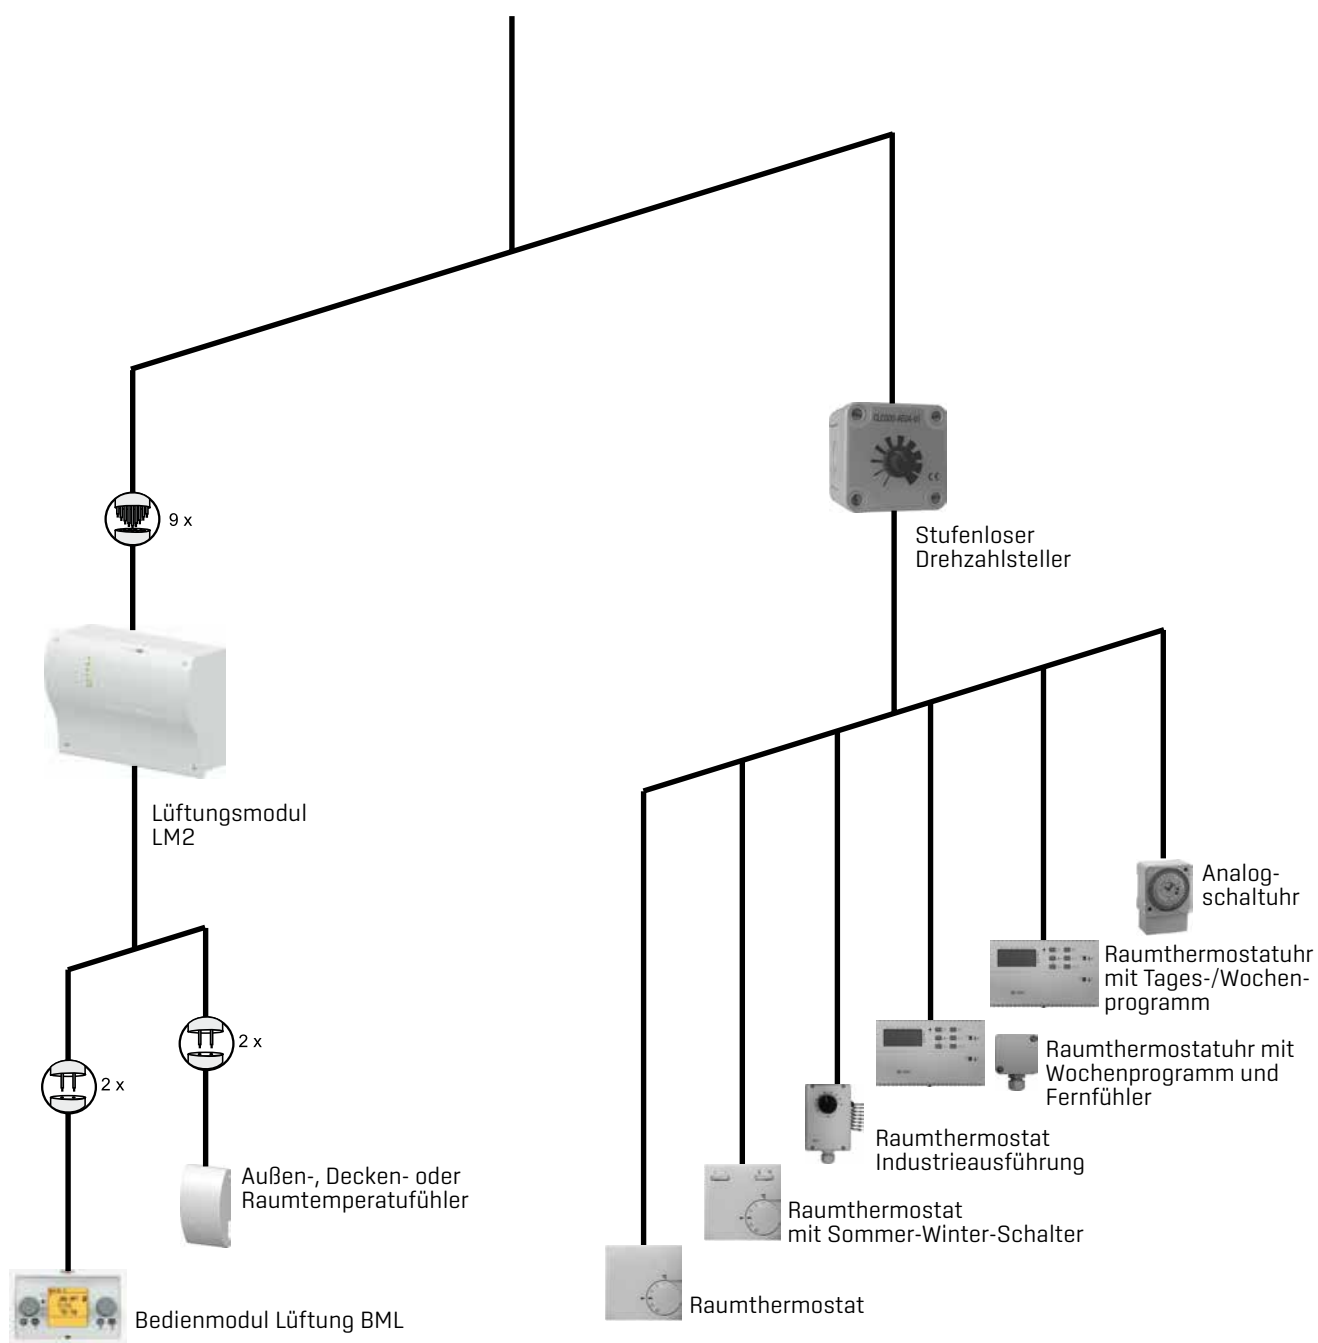 9 x
Stufenloser
Drehzahlsteller
Lüftungsmodul
LM2
Analog-
schaltuhr
Raumthermostatuhr
mit Tages-/Wochen-
programm
2 x
2 x
Raumthermostatuhr mit
Wochenprogramm und
Fernfühler
Raumthermostat
Industrieausführung
Außen-, Decken- oder
Raumtemperatufühler
Raumthermostat
mit Sommer-Winter-Schalter
Raumthermostat
Bedienmodul Lüftung BML